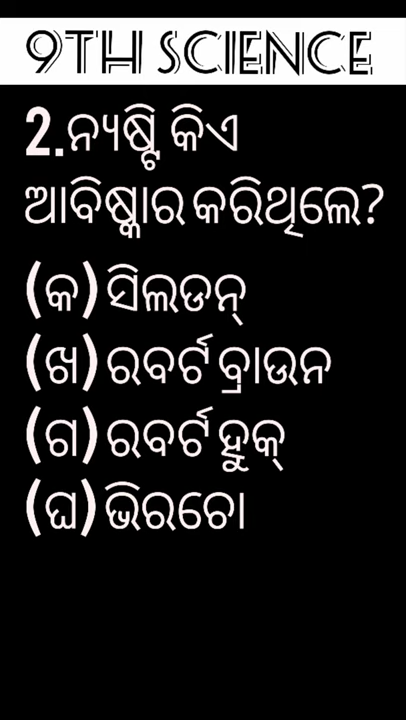 9TH SCIENCE
2.ନ୍ୟଷ୍ଟି କିଏ
ଆବିଷ୍କାର କରିଥିଲେ?
(କ) ସିଲଡନ୍
(ଖ) ରବର୍ଟ ବ୍ରାଉନ
(ଗ) ରବର୍ଟ ହୁକ୍
(ଘ) ଭିରଚୋ